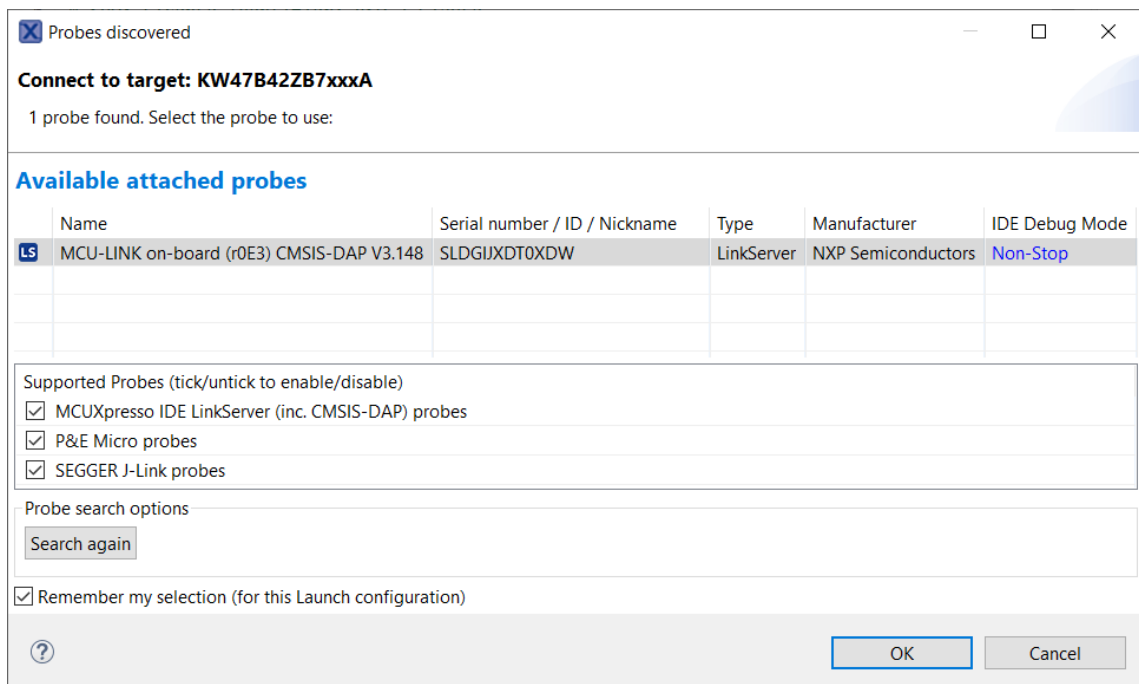 Probes discovered
Connect to target: KW47B42ZB7xxxA
1 probe found. Select the probe to use:
Available attached probes
Name Serial number / ID / Nickname Type Manufacturer IDE Debug Mode
LS MCU-LINK on-board (r0E3) CMSIS-DAP V3.148 SLDGIJXDT0XDW LinkServer NXP Semiconductors Non-Stop
Supported Probes (tick/untick to enable/disable)
MCUXpresso IDE LinkServer (inc. CMSIS-DAP) probes
P&E Micro probes
SEGGER J-Link probes
Probe search options
Search again
Remember my selection (for this Launch configuration)
? OK Cancel